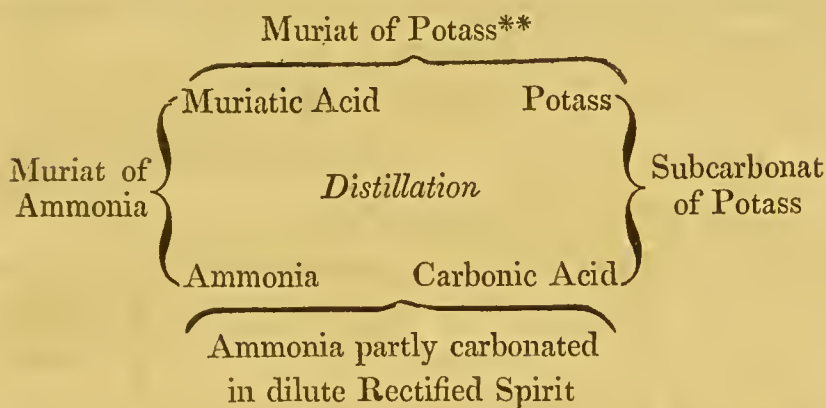 Muriat of Potass**
Muriatic Acid Potass
Muriat of
Ammonia
Distillation
Subcarbonat
of Potass
Ammonia Carbonic Acid
Ammonia partly carbonated
in dilute Rectified Spirit